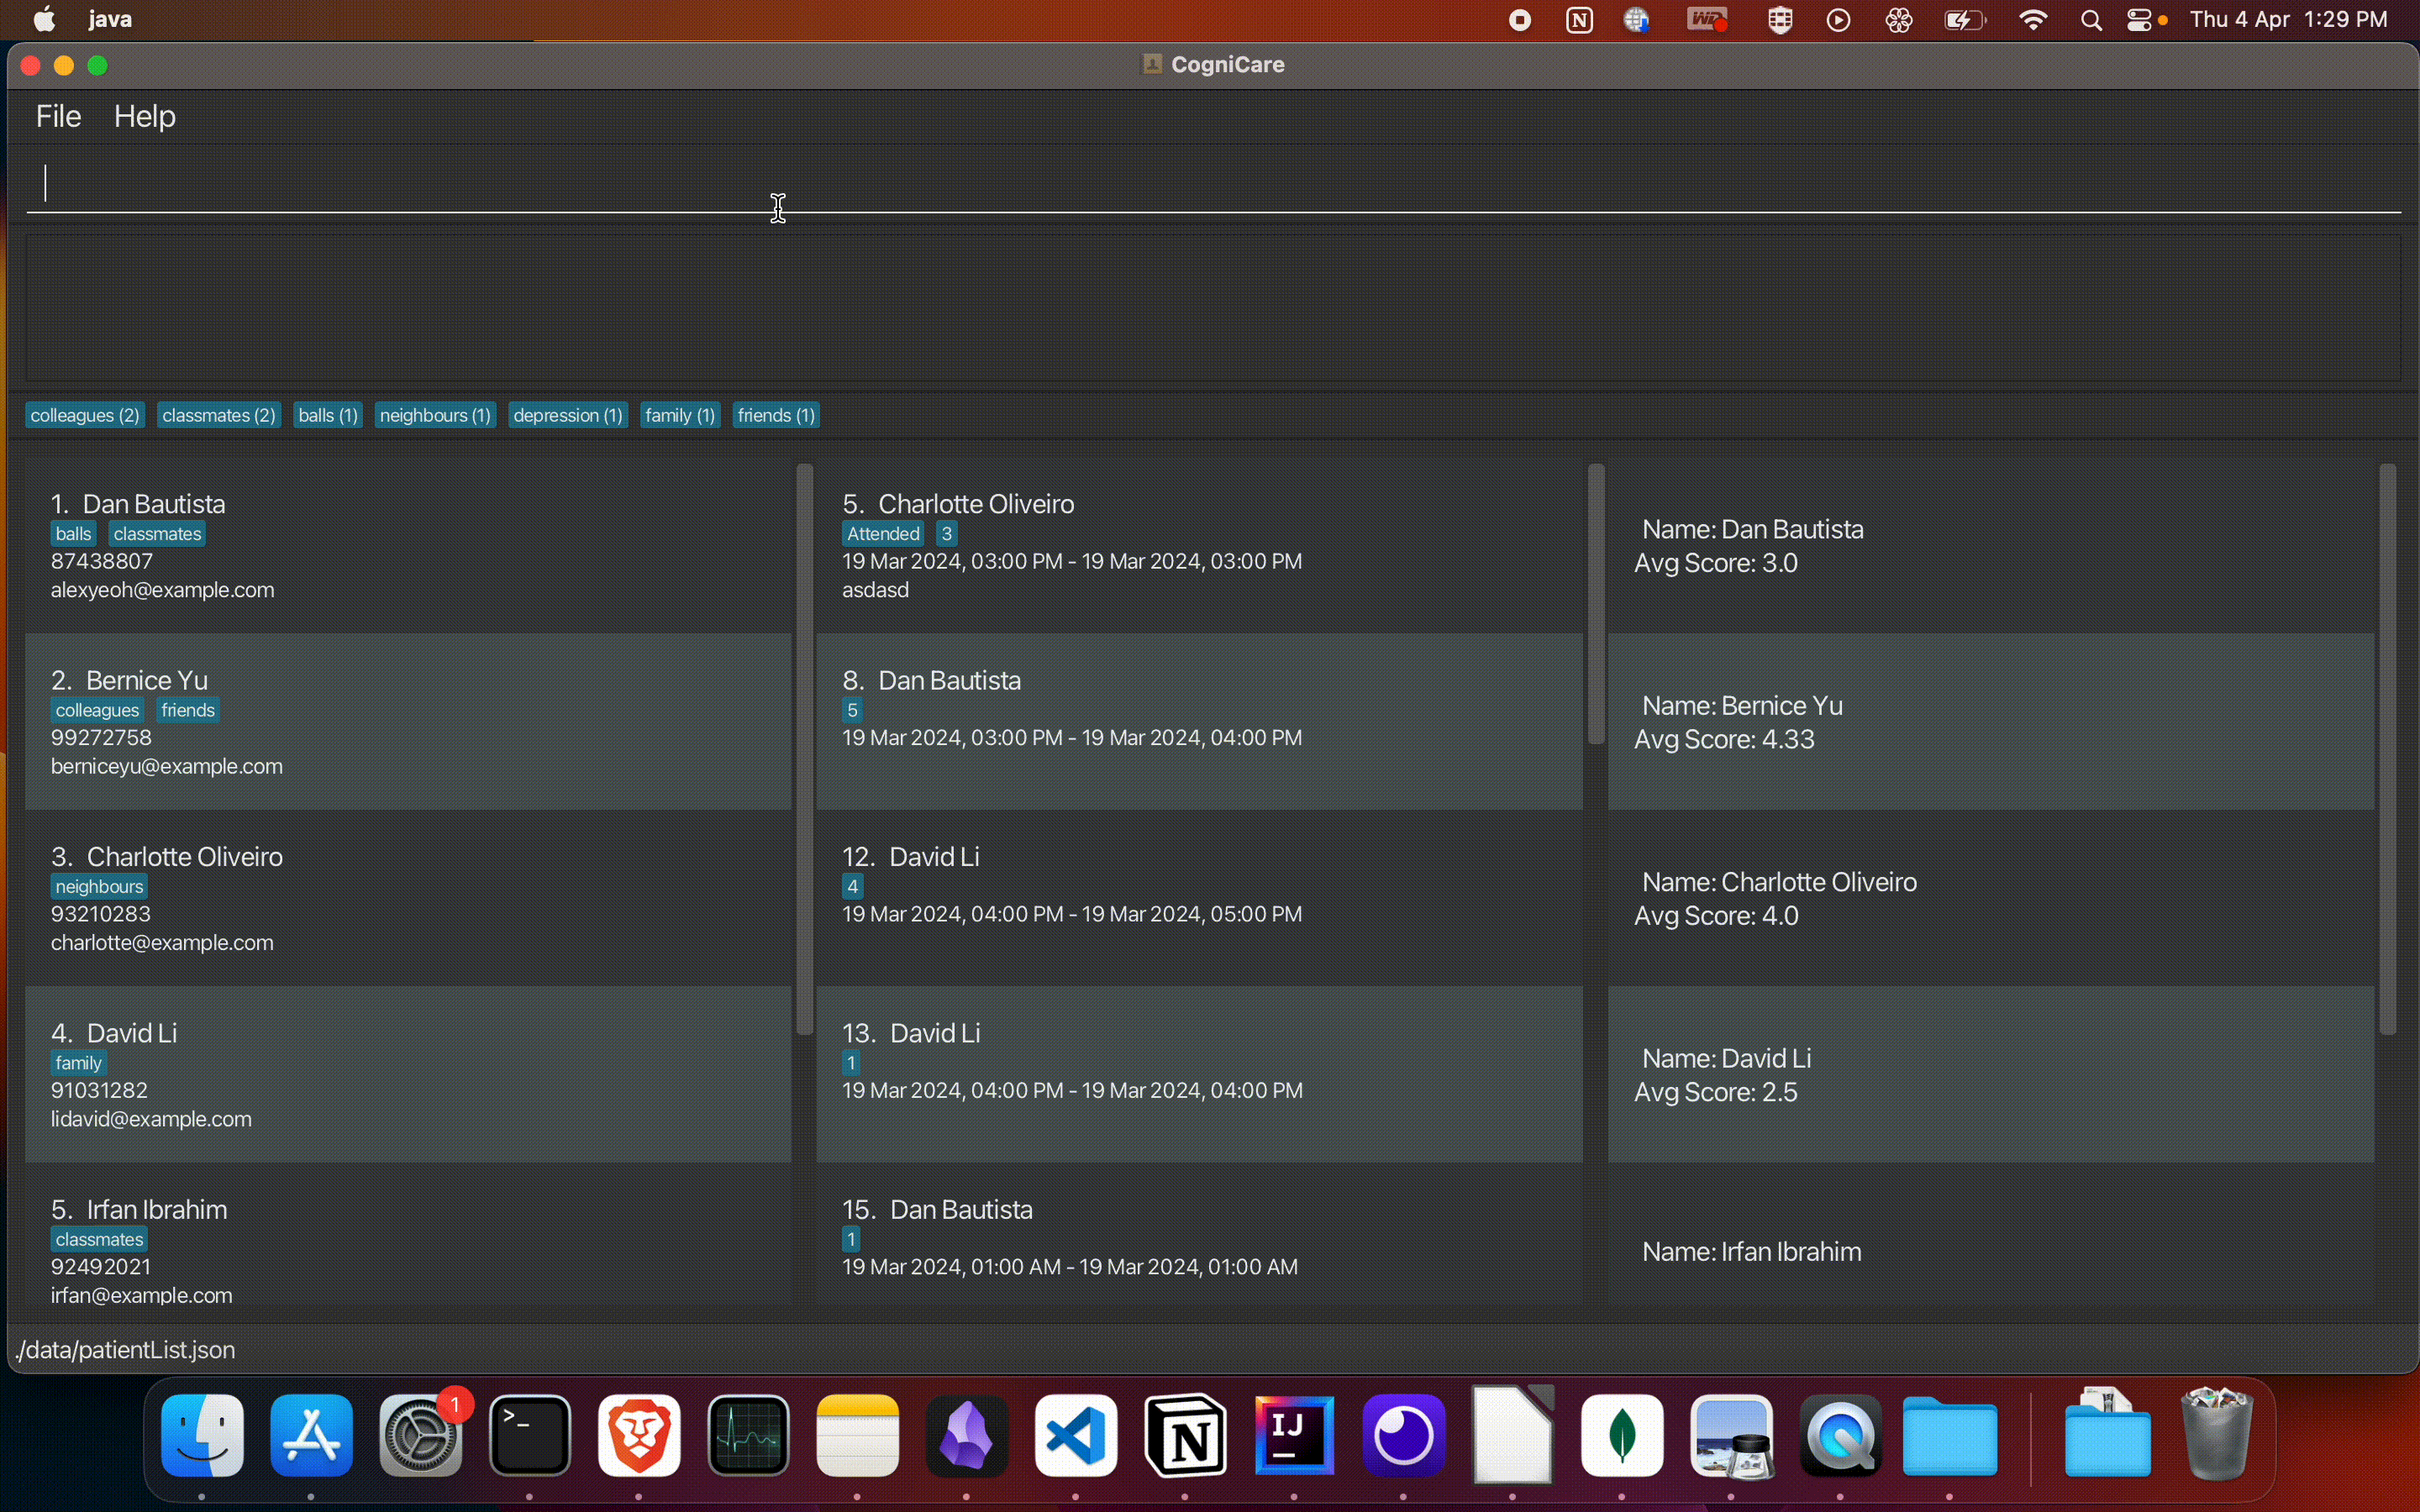 java
Thu 4 Apr 1:29 PM
CogniCare
File Help
colleagues (2) classmates (2) balls (1) neighbours (1) depression (1) family (1) friends (1)
1. Dan Bautista
balls classmates
87438807
alexyeoh@example.com
2. Bernice Yu
colleagues friends
99272758
berniceyu@example.com
3. Charlotte Oliveiro
neighbours
93210283
charlotte@example.com
4. David Li
family
91031282
lidavid@example.com
5. Irfan Ibrahim
classmates
92492021
irfan@example.com
5. Charlotte Oliveiro
Attended 3
19 Mar 2024, 03:00 PM - 19 Mar 2024, 03:00 PM
asdasd
8. Dan Bautista
5
19 Mar 2024, 03:00 PM - 19 Mar 2024, 04:00 PM
12. David Li
4
19 Mar 2024, 04:00 PM - 19 Mar 2024, 05:00 PM
13. David Li
1
19 Mar 2024, 04:00 PM - 19 Mar 2024, 04:00 PM
15. Dan Bautista
1
19 Mar 2024, 01:00 AM - 19 Mar 2024, 01:00 AM
Name: Dan Bautista
Avg Score: 3.0
Name: Bernice Yu
Avg Score: 4.33
Name: Charlotte Oliveiro
Avg Score: 4.0
Name: David Li
Avg Score: 2.5
Name: Irfan Ibrahim
./data/patientList.json
1
>_
N
IJ